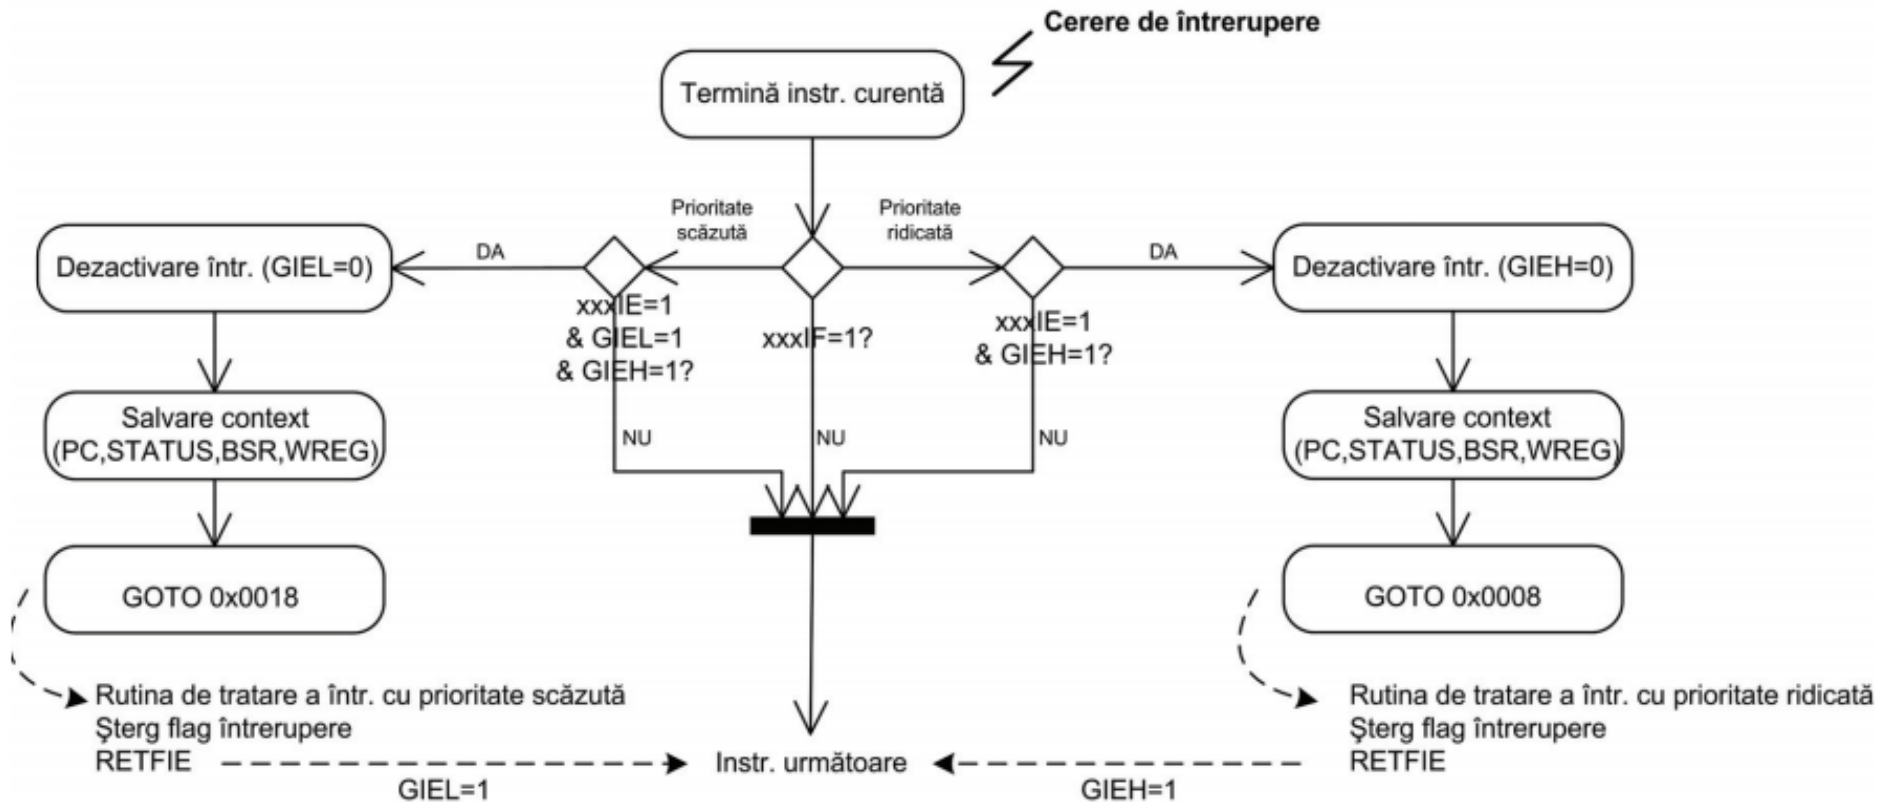 Cerere de întrerupere
Termină instr. curentă
Prioritate
scăzută
Prioritate
ridicată
Dezactivare într. (GIEL=0)
DA
DA
Dezactivare într. (GIEH=0)
xxxIE=1
& GIEL=1
& GIEH=1?
xxxIF=1?
xxxIE=1
& GIEH=1?
Salvare context
(PC,STATUS,BSR,WREG)
NU
NU
NU
Salvare context
(PC,STATUS,BSR,WREG)
GOTO 0x0018
GOTO 0x0008
Rutina de tratare a într. cu prioritate scăzută
Şterg flag întrerupere
RETFIE
GIEL=1
Instr. următoare
GIEH=1
Rutina de tratare a într. cu prioritate ridicată
Şterg flag întrerupere
RETFIE